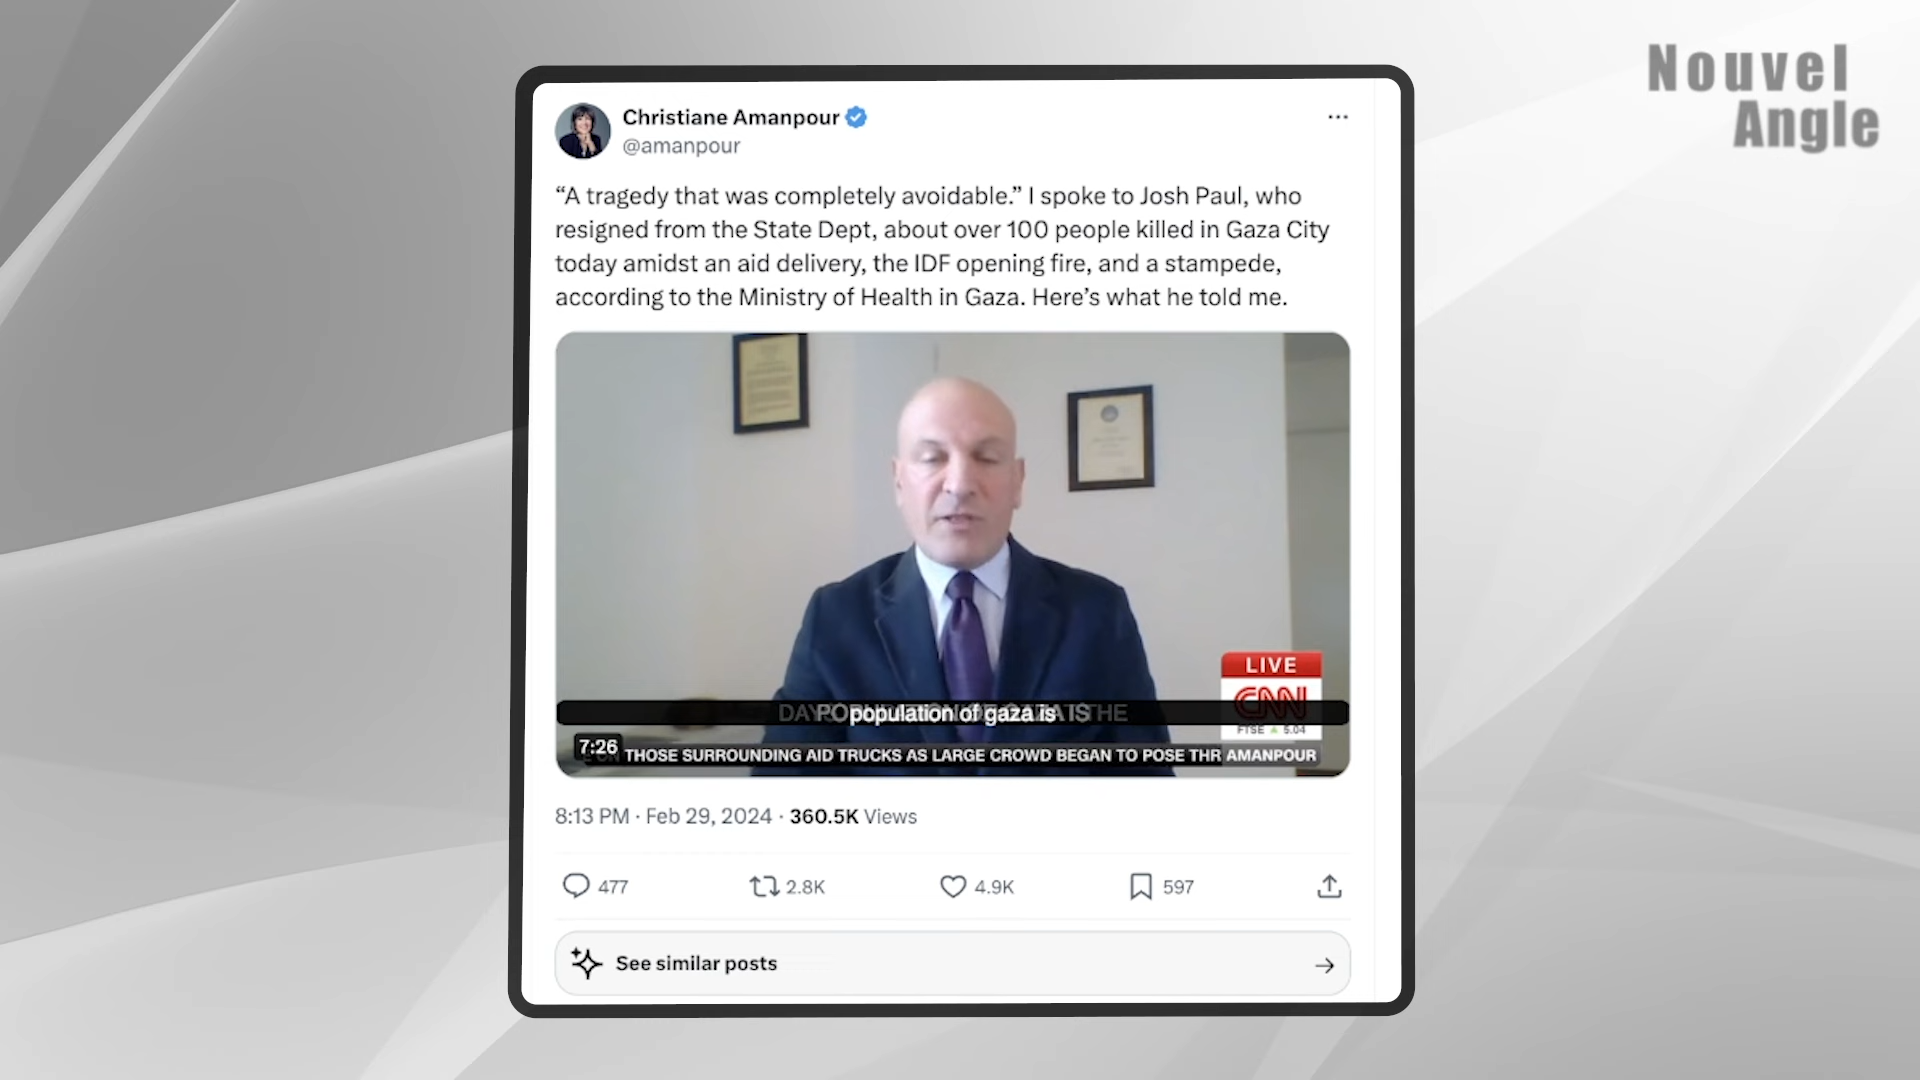 Nouvel
Angle
Christiane Amanpour
@amanpour
“A tragedy that was completely avoidable.” I spoke to Josh Paul, who
resigned from the State Dept, about over 100 people killed in Gaza City
today amidst an aid delivery, the IDF opening fire, and a stampede,
according to the Ministry of Health in Gaza. Here’s what he told me.
LIVE
CNN
population of gaza is
FTSE ▲ 5.04
7:26
THOSE SURROUNDING AID TRUCKS AS LARGE CROWD BEGAN TO POSE THR AMANPOUR
8:13 PM · Feb 29, 2024 · 360.5K Views
477 2.8K 4.9K 597
See similar posts